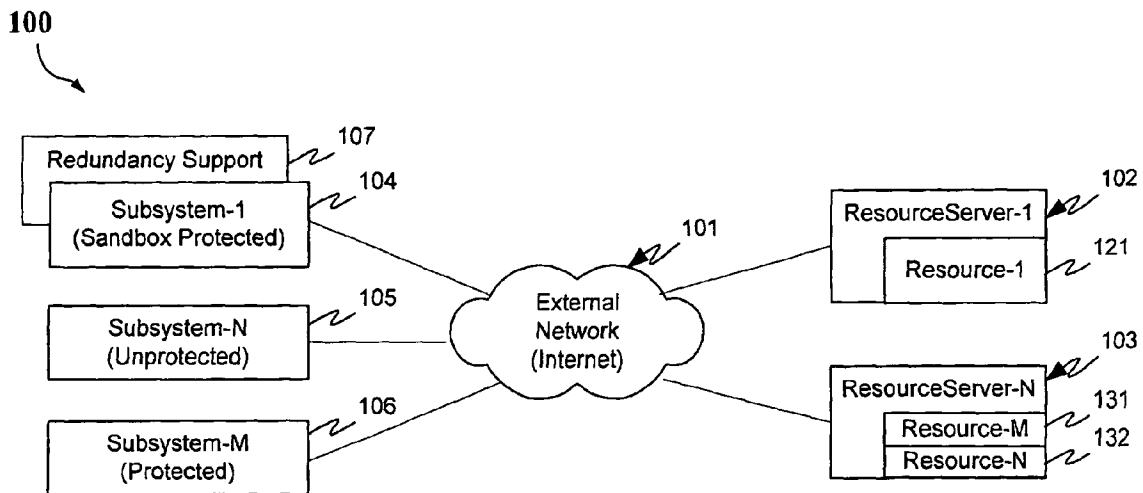 100
107
Redundancy Support
104
Subsystem-1
(Sandbox Protected)
105
Subsystem-N
(Unprotected)
106
Subsystem-M
(Protected)
101
External
Network
(Internet)
102
ResourceServer-1
Resource-1
121
103
ResourceServer-N
131
Resource-M
132
Resource-N